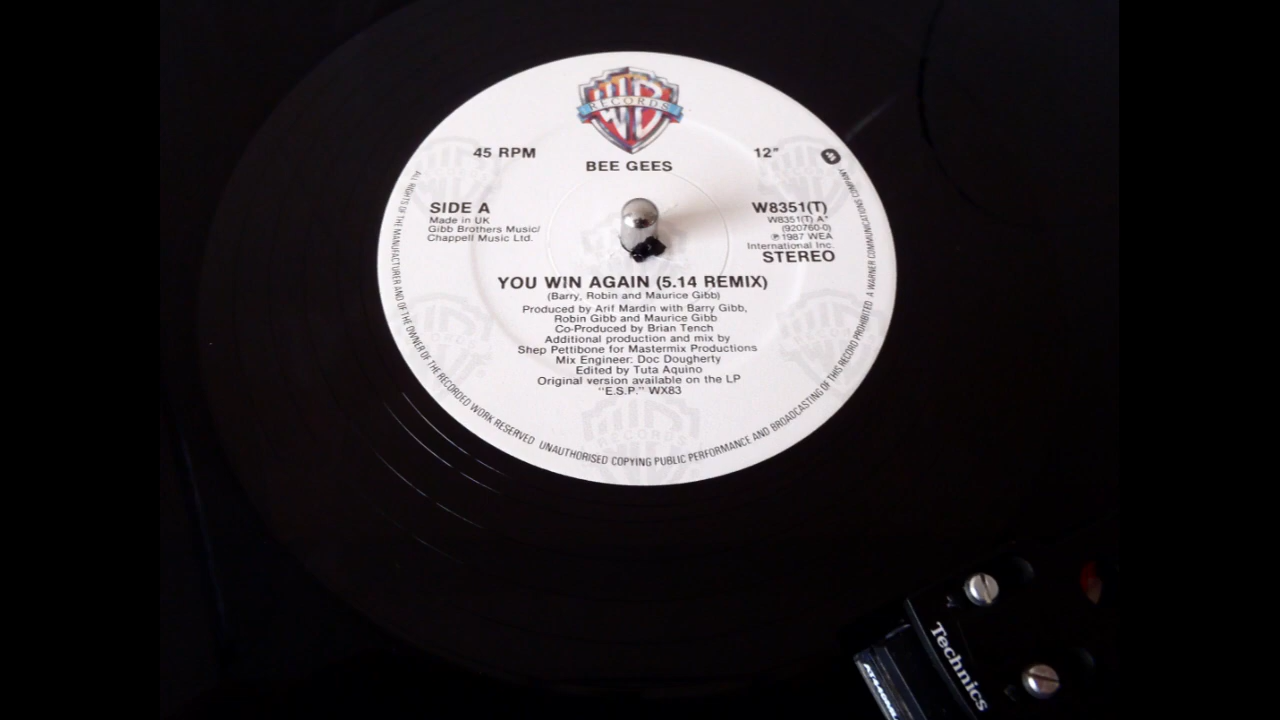 RECORDS
45 RPM
12"
W
BEE GEES
SIDE A
Made in UK
Gibb Brothers Music/
Chappell Music Ltd.
W8351(T)
W8351(T) A*
(920760-0)
℗ 1987 WEA
International Inc.
STEREO
YOU WIN AGAIN (5.14 REMIX)
(Barry, Robin and Maurice Gibb)
Produced by Arif Mardin with Barry Gibb,
Robin Gibb and Maurice Gibb
Co-Produced by Brian Tench
Additional production and mix by
Shep Pettibone for Mastermix Productions
Mix Engineer: Doc Dougherty
Edited by Tuta Aquino
Original version available on the LP
"E.S.P." WX83
ALL RIGHTS OF THE MANUFACTURER AND OF THE OWNER OF THE RECORDED WORK RESERVED UNAUTHORISED COPYING PUBLIC PERFORMANCE AND BROADCASTING OF THIS RECORD PROHIBITED A WARNER COMMUNICATIONS COMPANY
Technics